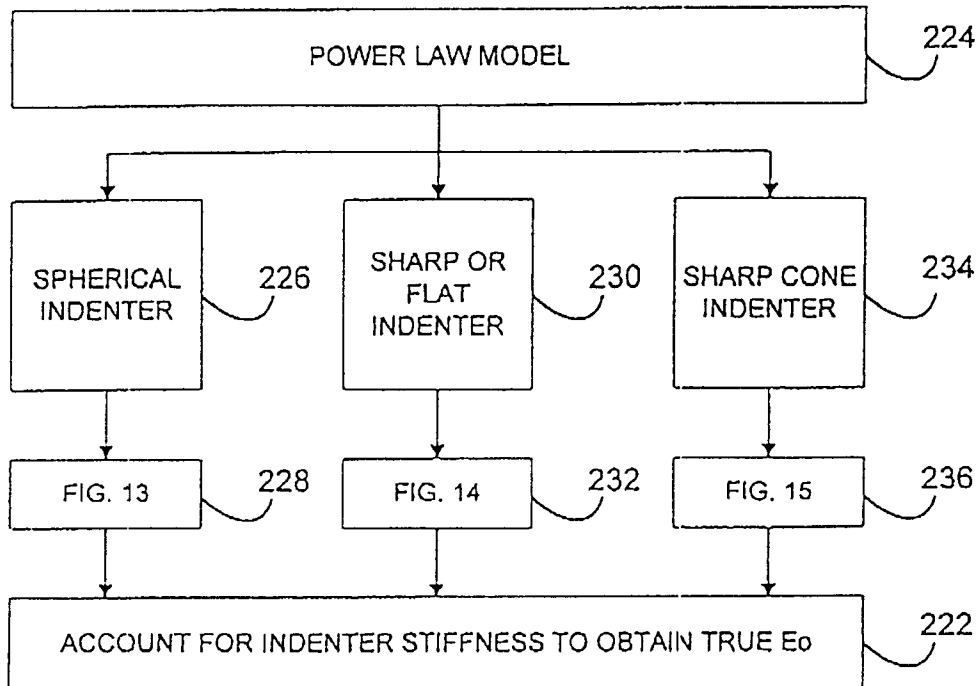 POWER LAW MODEL
224
SPHERICAL
INDENTER
226
SHARP OR
FLAT
INDENTER
230
SHARP CONE
INDENTER
234
FIG. 13
228
FIG. 14
232
FIG. 15
236
ACCOUNT FOR INDENTER STIFFNESS TO OBTAIN TRUE Eo
222